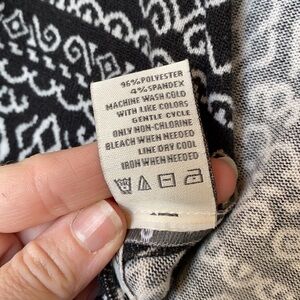 96% POLYESTER
4% SPANDEX
MACHINE WASH COLD
WITH LIKE COLORS
GENTLE CYCLE
ONLY NON-CHLORINE
BLEACH WHEN NEEDED
LINE DRY COOL
IRON WHEN NEEDED